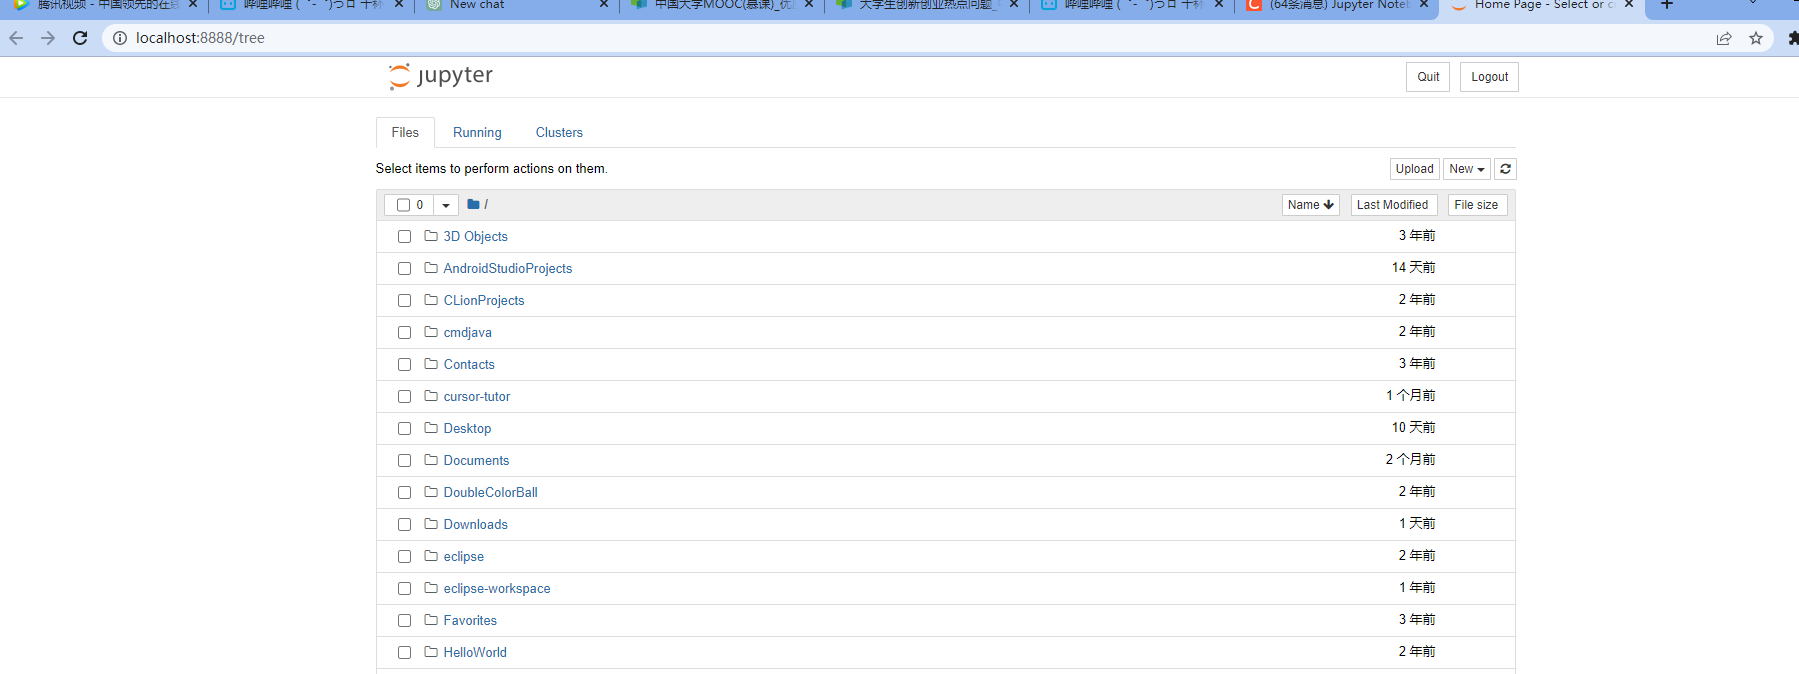 腾讯视频 - 中国领先的在线
哔哩哔哩 (゜-゜)つロ 干杯
New chat
中国大学MOOC(慕课)_优
大学生创新创业热点问题_
哔哩哔哩 (゜-゜)つロ 干杯
(64条消息) Jupyter Note
Home Page - Select or c
localhost:8888/tree
jupyter
Quit
Logout
Files
Running
Clusters
Select items to perform actions on them.
Upload
New
0
/
Name
Last Modified
File size
3D Objects
3 年前
AndroidStudioProjects
14 天前
CLionProjects
2 年前
cmdjava
2 年前
Contacts
3 年前
cursor-tutor
1 个月前
Desktop
10 天前
Documents
2 个月前
DoubleColorBall
2 年前
Downloads
1 天前
eclipse
2 年前
eclipse-workspace
1 年前
Favorites
3 年前
HelloWorld
2 年前